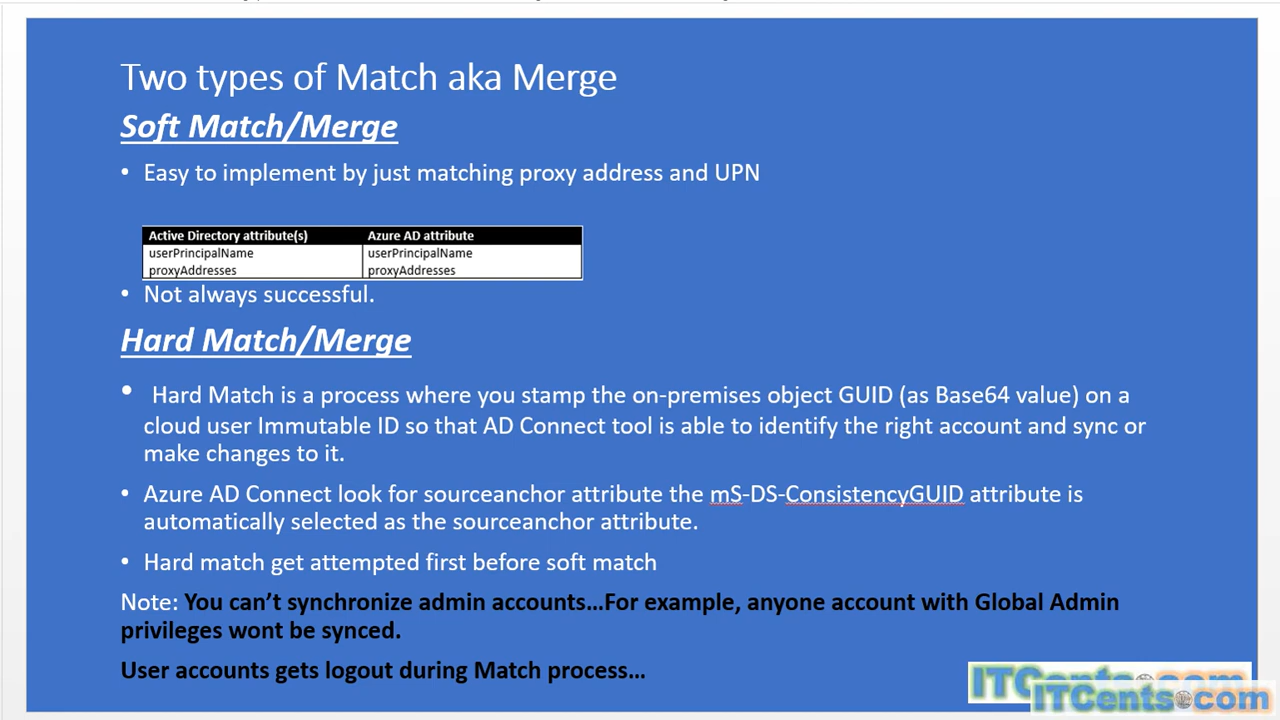 Two types of Match aka Merge
Soft Match/Merge
• Easy to implement by just matching proxy address and UPN
Active Directory attribute(s) Azure AD attribute
userPrincipalName userPrincipalName
proxyAddresses proxyAddresses
• Not always successful.
Hard Match/Merge
• Hard Match is a process where you stamp the on-premises object GUID (as Base64 value) on a
cloud user Immutable ID so that AD Connect tool is able to identify the right account and sync or
make changes to it.
• Azure AD Connect look for sourceanchor attribute the mS-DS-ConsistencyGUID attribute is
automatically selected as the sourceanchor attribute.
• Hard match get attempted first before soft match
Note: You can’t synchronize admin accounts...For example, anyone account with Global Admin
privileges wont be synced.
User accounts gets logout during Match process...
ITCents.com
ITCents.com